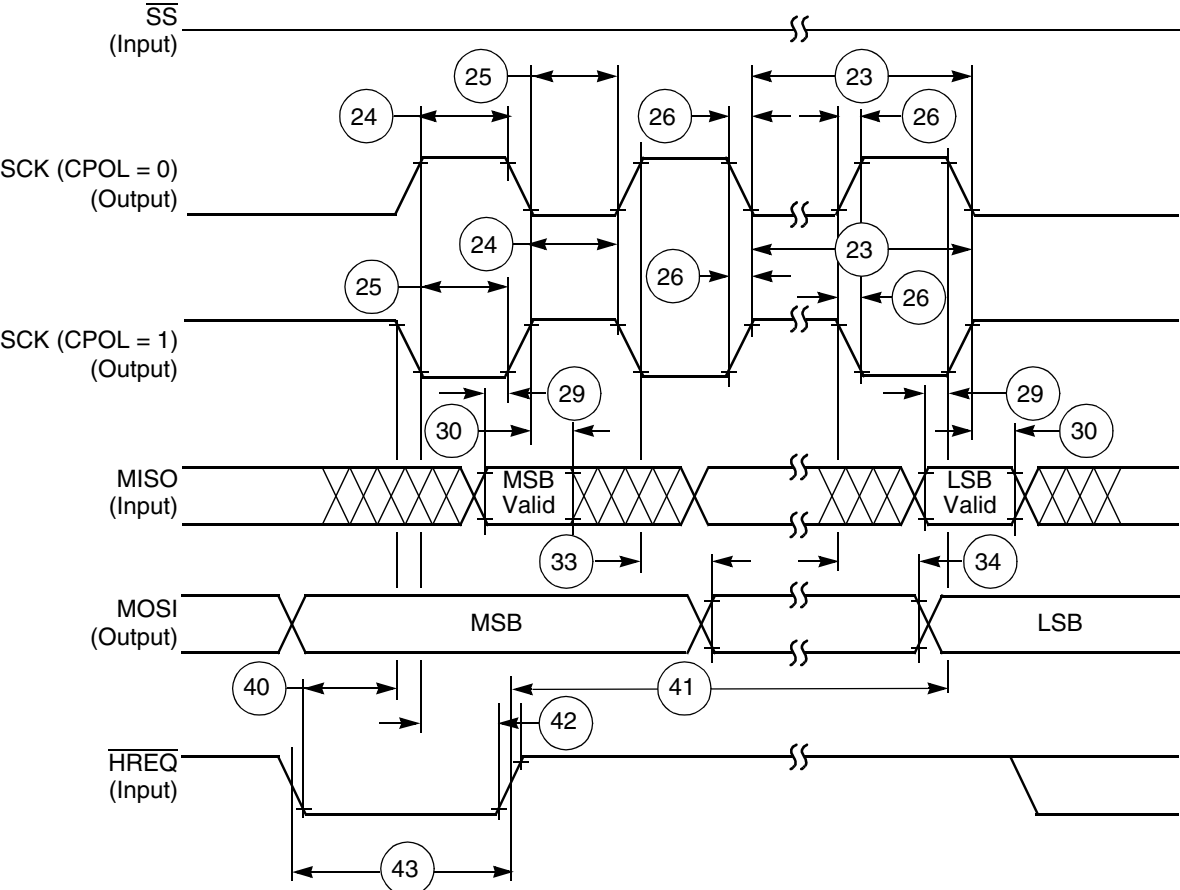 SS
(Input)
25
23
24
26
26
SCK (CPOL = 0)
(Output)
24
23
26
25
26
SCK (CPOL = 1)
(Output)
29
29
30
30
MISO
(Input)
MSB
Valid
LSB
Valid
33
34
MOSI
(Output)
MSB
LSB
40
41
42
HREQ
(Input)
43